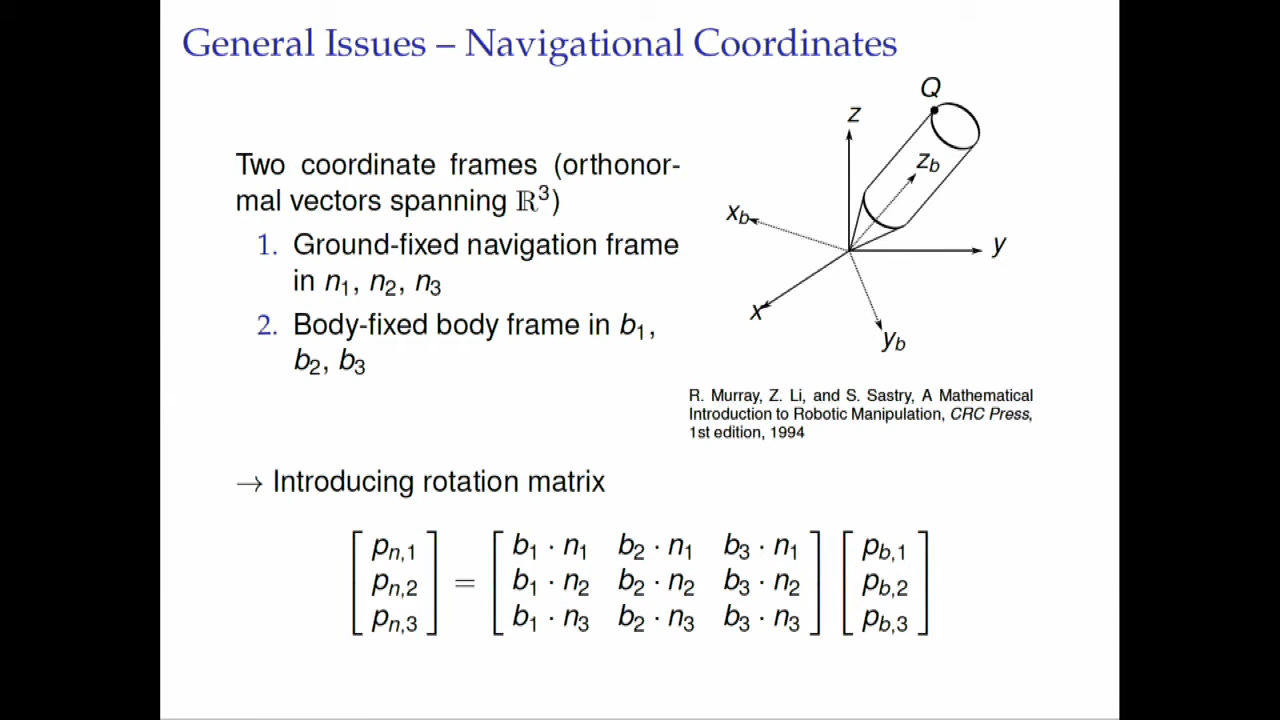 General Issues – Navigational Coordinates
Two coordinate frames (orthonor-
mal vectors spanning ℝ³)
1. Ground-fixed navigation frame
in n₁, n₂, n₃
2. Body-fixed body frame in b₁,
b₂, b₃
Q
z
z_b
x_b
y
x
y_b
R. Murray, Z. Li, and S. Sastry, A Mathematical
Introduction to Robotic Manipulation, CRC Press,
1st edition, 1994
→ Introducing rotation matrix
[ p_{n,1} ] [ b₁ · n₁ b₂ · n₁ b₃ · n₁ ] [ p_{b,1} ]
[ p_{n,2} ] = [ b₁ · n₂ b₂ · n₂ b₃ · n₂ ] [ p_{b,2} ]
[ p_{n,3} ] [ b₁ · n₃ b₂ · n₃ b₃ · n₃ ] [ p_{b,3} ]